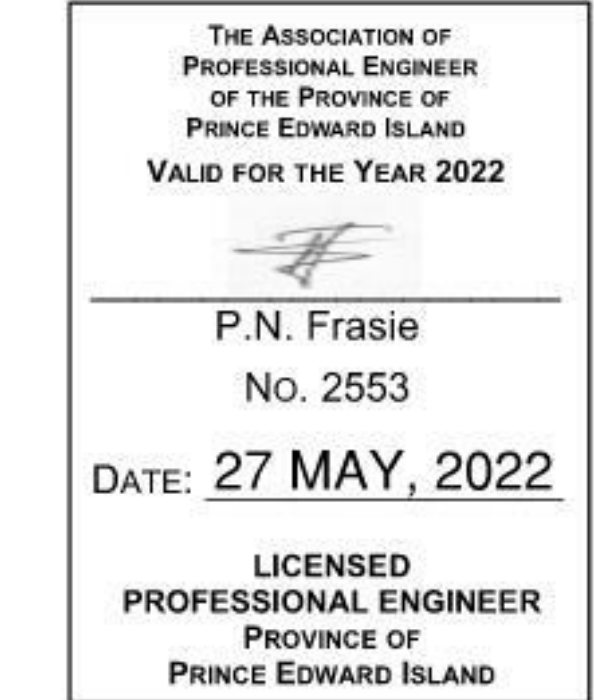 THE ASSOCIATION OF
PROFESSIONAL ENGINEER
OF THE PROVINCE OF
PRINCE EDWARD ISLAND
VALID FOR THE YEAR 2022
P.N. Frasie
No. 2553
DATE: 27 MAY, 2022
LICENSED
PROFESSIONAL ENGINEER
PROVINCE OF
PRINCE EDWARD ISLAND